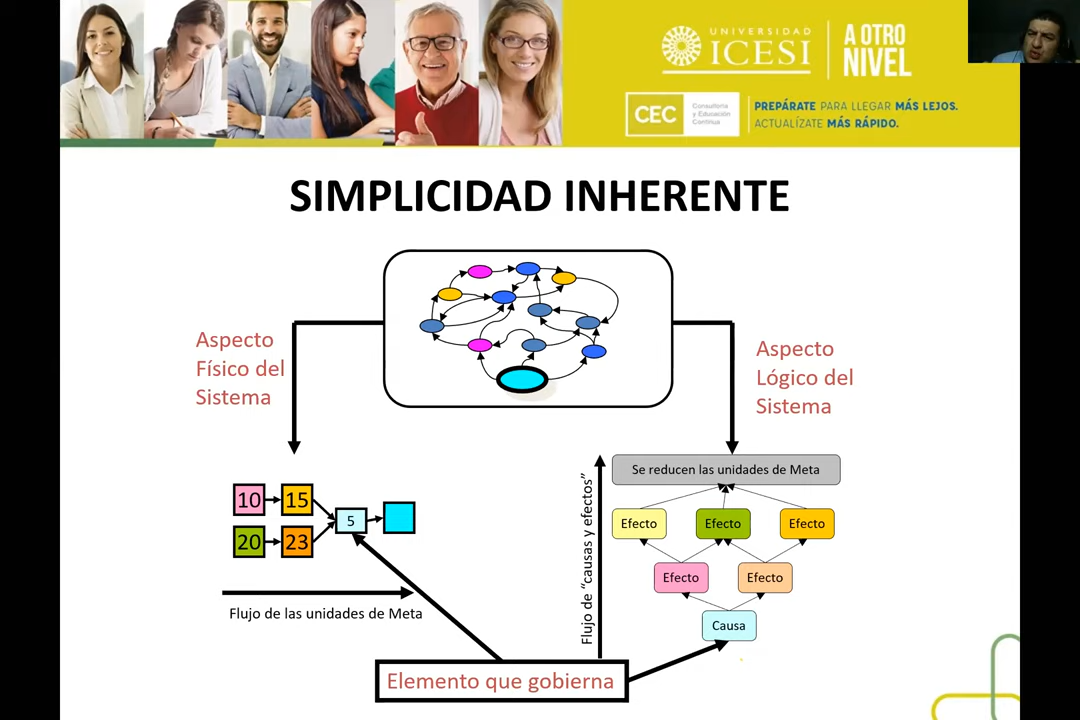 UNIVERSIDAD
ICESI
A OTRO
NIVEL
CEC
Consultoría
y Educación
Continua
PREPÁRATE PARA LLEGAR MÁS LEJOS.
ACTUALÍZATE MÁS RÁPIDO.
SIMPLICIDAD INHERENTE
Aspecto
Físico del
Sistema
Aspecto
Lógico del
Sistema
10
15
20
23
5
Flujo de las unidades de Meta
Flujo de "causas y efectos"
Se reducen las unidades de Meta
Efecto
Efecto
Efecto
Efecto
Efecto
Causa
Elemento que gobierna